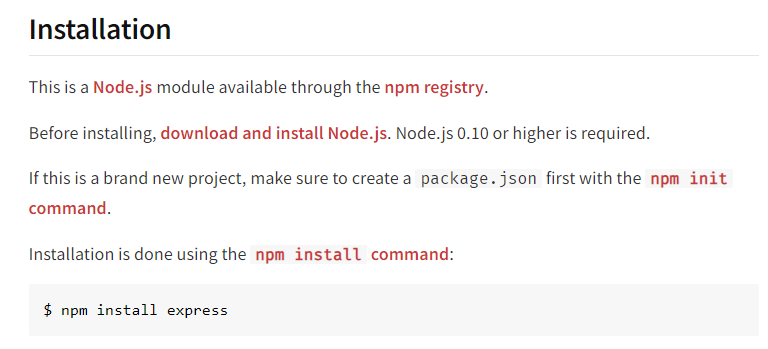 Installation
This is a Node.js module available through the npm registry.
Before installing, download and install Node.js. Node.js 0.10 or higher is required.
If this is a brand new project, make sure to create a package.json first with the npm init
command.
Installation is done using the npm install command:
$ npm install express